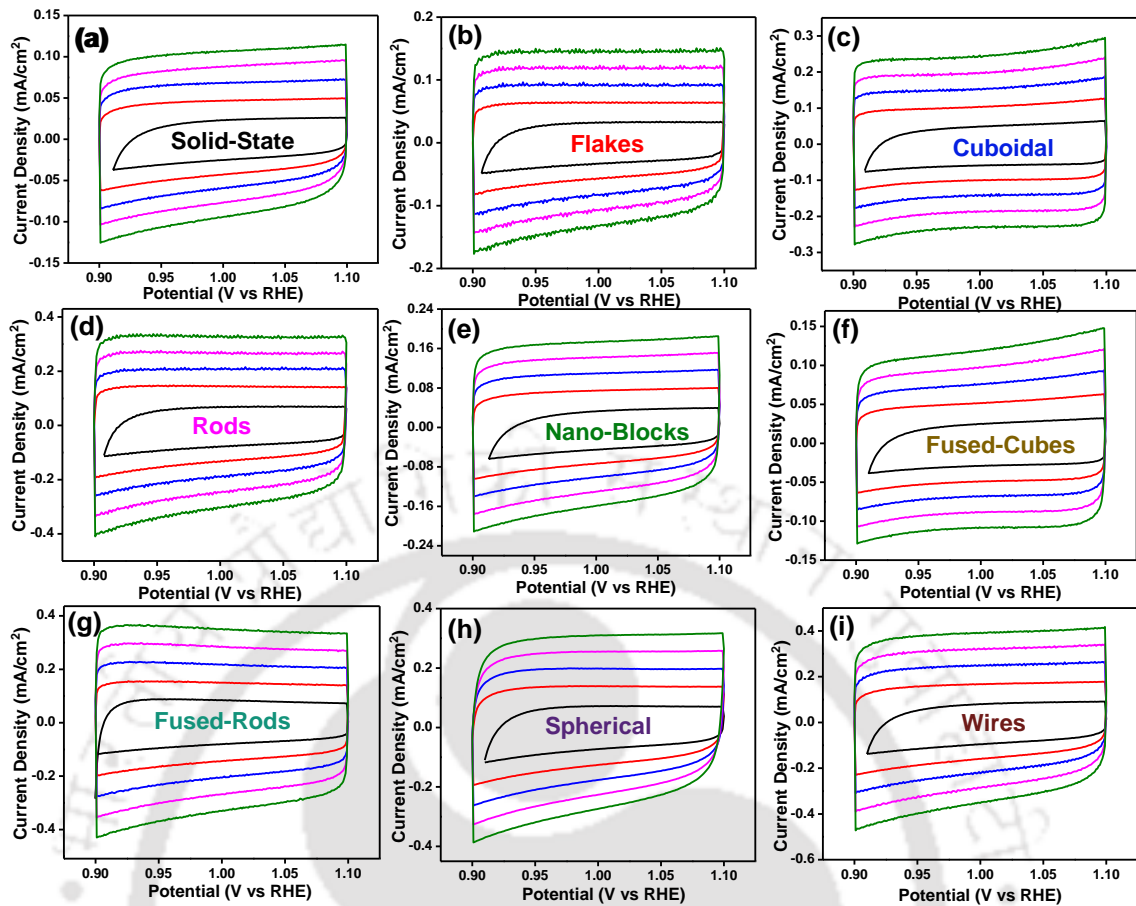 (a)
Current Density (mA/cm²)
0.15
0.10
0.05
0.00
-0.05
-0.10
-0.15
Solid-State
0.90 0.95 1.00 1.05 1.10
Potential (V vs RHE)
(b)
Current Density (mA/cm²)
0.2
0.1
0.0
-0.1
-0.2
Flakes
0.90 0.95 1.00 1.05 1.10
Potential (V vs RHE)
(c)
Current Density (mA/cm²)
0.3
0.2
0.1
0.0
-0.1
-0.2
-0.3
Cuboidal
0.90 0.95 1.00 1.05 1.10
Potential (V vs RHE)
(d)
Current Density (mA/cm²)
0.4
0.2
0.0
-0.2
-0.4
Rods
0.90 0.95 1.00 1.05 1.10
Potential (V vs RHE)
(e)
Current Density (mA/cm²)
0.24
0.16
0.08
0.00
-0.08
-0.16
-0.24
Nano-Blocks
0.90 0.95 1.00 1.05 1.10
Potential (V vs RHE)
(f)
Current Density (mA/cm²)
0.15
0.10
0.05
0.00
-0.05
-0.10
-0.15
Fused-Cubes
0.90 0.95 1.00 1.05 1.10
Potential (V vs RHE)
(g)
Current Density (mA/cm²)
0.4
0.2
0.0
-0.2
-0.4
Fused-Rods
0.90 0.95 1.00 1.05 1.10
Potential (V vs RHE)
(h)
Current Density (mA/cm²)
0.4
0.2
0.0
-0.2
-0.4
Spherical
0.90 0.95 1.00 1.05 1.10
Potential (V vs RHE)
(i)
Current Density (mA/cm²)
0.4
0.2
0.0
-0.2
-0.4
-0.6
Wires
0.90 0.95 1.00 1.05 1.10
Potential (V vs RHE)